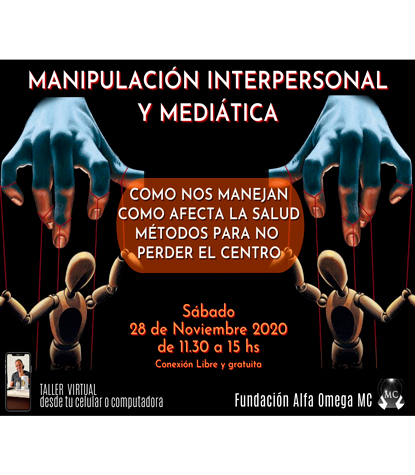 MANIPULACIÓN INTERPERSONAL
Y MEDIÁTICA
COMO NOS MANEJAN
COMO AFECTA LA SALUD
MÉTODOS PARA NO
PERDER EL CENTRO
Sábado
28 de Noviembre 2020
de 11.30 a 15 hs
Conexión Libre y gratuita
TALLER VIRTUAL
desde tu celular o computadora
Fundación Alfa Omega MC
MC